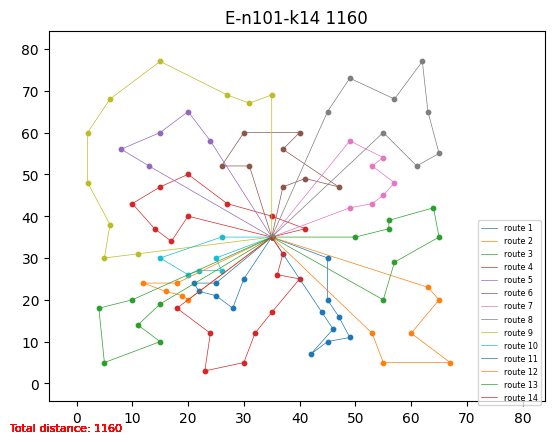 E-n101-k14 1160
80
70
60
50
40
30
20
10
0
0 10 20 30 40 50 60 70 80
route 1
route 2
route 3
route 4
route 5
route 6
route 7
route 8
route 9
route 10
route 11
route 12
route 13
route 14
Total distance: 1160